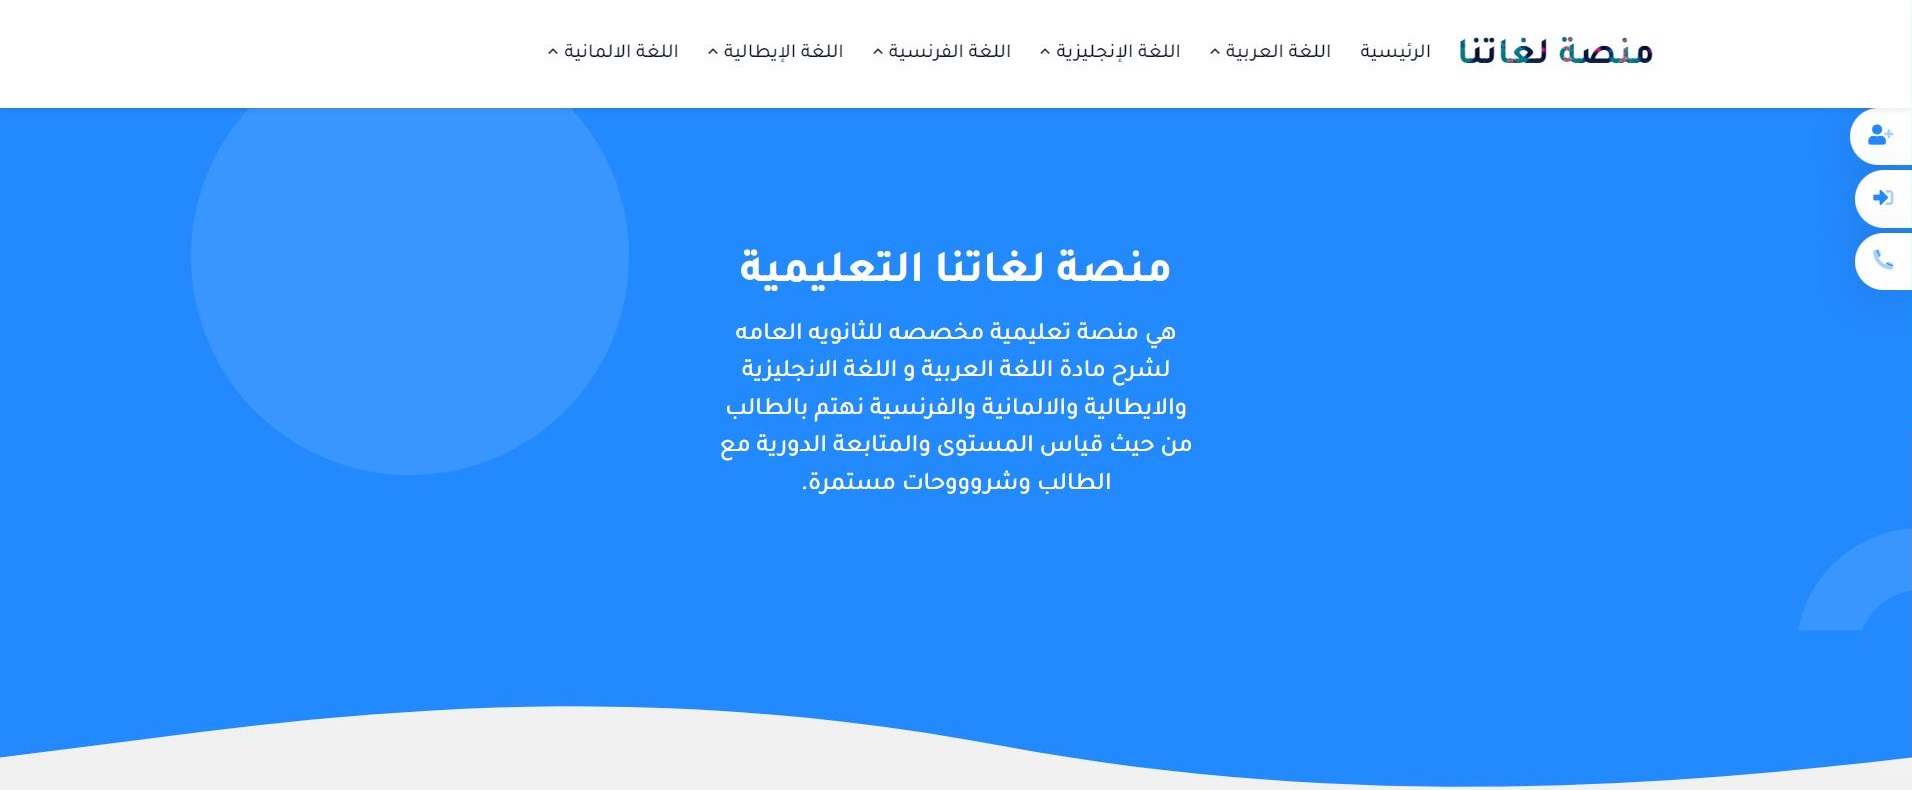 منصة لغاتنا
الرئيسية
اللغة العربية
اللغة الإنجليزية
اللغة الفرنسية
اللغة الإيطالية
اللغة الالمانية
منصة لغاتنا التعليمية
هي منصة تعليمية مخصصه للثانويه العامه
لشرح مادة اللغة العربية و اللغة الانجليزية
والايطالية والالمانية والفرنسية نهتم بالطالب
من حيث قياس المستوى والمتابعة الدورية مع
الطالب وشروووحات مستمرة.